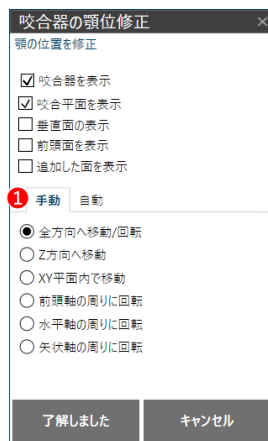 咬合器の顎位修正 ×
顎の位置を修正
咬合器を表示
咬合平面を表示
垂直面の表示
前頭面を表示
追加した面を表示
1 手動 自動
全方向へ移動/回転
Z方向へ移動
XY平面内で移動
前頭軸の周りに回転
水平軸の周りに回転
矢状軸の周りに回転
了解しました キャンセル